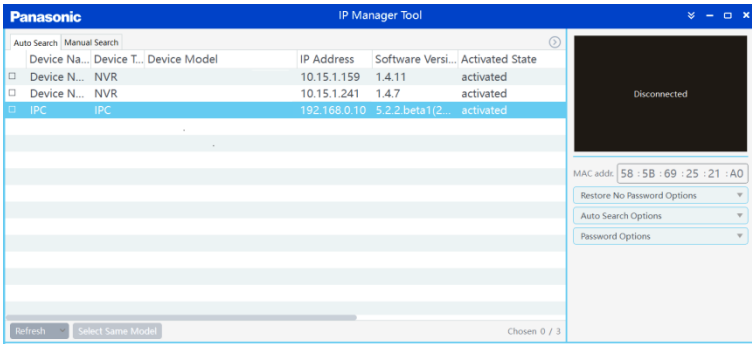 Panasonic
IP Manager Tool
Auto Search Manual Search
Device Na... Device T... Device Model IP Address Software Versi... Activated State
Device N... NVR 10.15.1.159 1.4.11 activated
Device N... NVR 10.15.1.241 1.4.7 activated
IPC IPC 192.168.0.10 5.2.2.beta1(2... activated
Refresh Select Same Model Chosen 0 / 3
Disconnected
MAC addr. 58 : 5B : 69 : 25 : 21 : A0
Restore No Password Options
Auto Search Options
Password Options